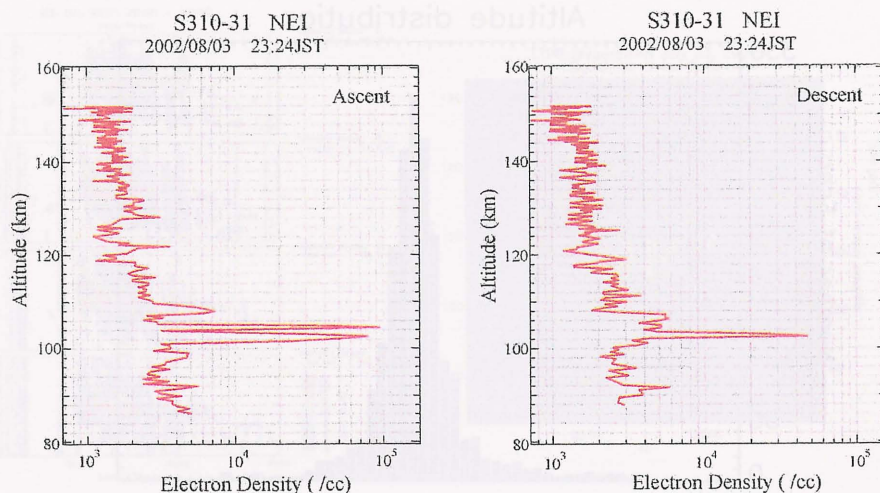 S310-31 NEI
2002/08/03 23:24JST
Ascent
160
140
120
100
80
Altitude (km)
10³
10⁴
10⁵
Electron Density ( /cc)
S310-31 NEI
2002/08/03 23:24JST
Descent
160
140
120
100
80
Altitude (km)
10³
10⁴
10⁵
Electron Density ( /cc)
Altitude distribution